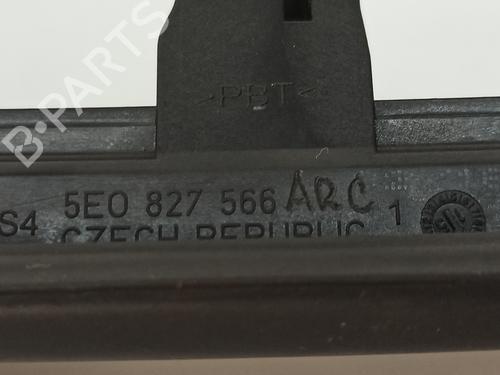 >PBT<
S4 5E0 827 566 ARC 1
CZECH REPUBLIC
B-PARTS